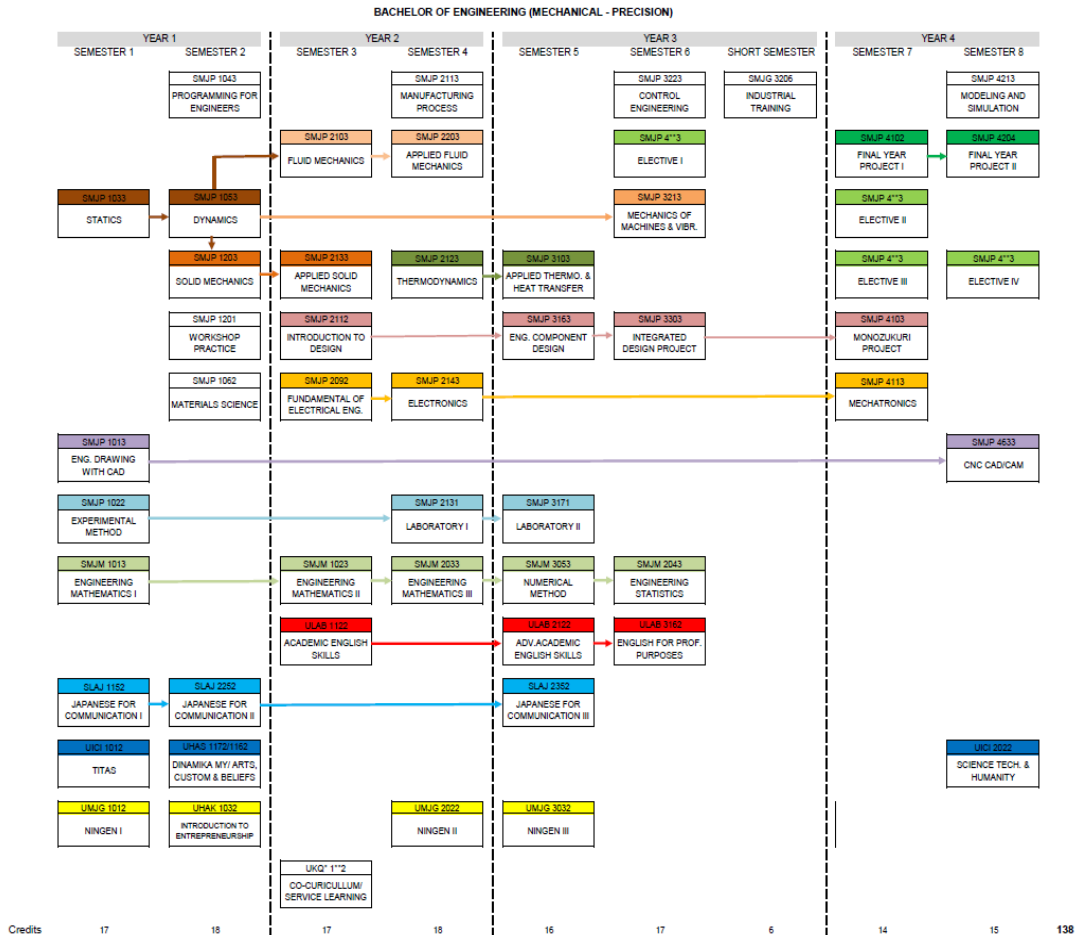 BACHELOR OF ENGINEERING (MECHANICAL - PRECISION)
YEAR 1 YEAR 2 YEAR 3 YEAR 4
SEMESTER 1 SEMESTER 2 SEMESTER 3 SEMESTER 4 SEMESTER 5 SEMESTER 6 SHORT SEMESTER SEMESTER 7 SEMESTER 8
SMJP 1043 SMJP 2113 SMJP 3223 SMJG 3206 SMJP 4213
PROGRAMMING FOR MANUFACTURING CONTROL INDUSTRIAL MODELING AND
ENGINEERS PROCESS ENGINEERING TRAINING SIMULATION
SMJP 2103 SMJP 2203 SMJP 4**3 SMJP 4102 SMJP 4204
FLUID MECHANICS APPLIED FLUID ELECTIVE I FINAL YEAR FINAL YEAR
MECHANICS PROJECT I PROJECT II
SMJP 1033 SMJP 1053 SMJP 3213 SMJP 4**3
STATICS DYNAMICS MECHANICS OF ELECTIVE II
MACHINES & VIBR.
SMJP 1203 SMJP 2133 SMJP 2123 SMJP 3103 SMJP 4**3 SMJP 4**3
SOLID MECHANICS APPLIED SOLID THERMODYNAMICS APPLIED THERMO. & ELECTIVE III ELECTIVE IV
MECHANICS HEAT TRANSFER
SMJP 1201 SMJP 2112 SMJP 3163 SMJP 3303 SMJP 4103
WORKSHOP INTRODUCTION TO ENG. COMPONENT INTEGRATED MONOZUKURI
PRACTICE DESIGN DESIGN DESIGN PROJECT PROJECT
SMJP 1062 SMJP 2092 SMJP 2143 SMJP 4113
MATERIALS SCIENCE FUNDAMENTAL OF ELECTRONICS MECHATRONICS
ELECTRICAL ENG.
SMJP 1013 SMJP 4633
ENG. DRAWING CNC CAD/CAM
WITH CAD
SMJP 1022 SMJP 2131 SMJP 3171
EXPERIMENTAL LABORATORY I LABORATORY II
METHOD
SMJM 1013 SMJM 1023 SMJM 2033 SMJM 3053 SMJM 2043
ENGINEERING ENGINEERING ENGINEERING NUMERICAL ENGINEERING
MATHEMATICS I MATHEMATICS II MATHEMATICS III METHOD STATISTICS
ULAB 1122 ULAB 2122 ULAB 3162
ACADEMIC ENGLISH ADV.ACADEMIC ENGLISH FOR PROF.
SKILLS ENGLISH SKILLS PURPOSES
SLAJ 1152 SLAJ 2252 SLAJ 2352
JAPANESE FOR JAPANESE FOR JAPANESE FOR
COMMUNICATION I COMMUNICATION II COMMUNICATION III
UICI 1012 UHAS 1172/1162 UICI 2022
TITAS DINAMIKA MY/ ARTS, SCIENCE TECH. &
CUSTOM & BELIEFS HUMANITY
UMJG 1012 UHAK 1032 UMJG 2022 UMJG 3032
NINGEN I INTRODUCTION TO NINGEN II NINGEN III
ENTREPRENEURSHIP
UKQ* 1**2
CO-CURICULLUM/
SERVICE LEARNING
Credits 17 18 17 18 16 17 6 14 15 138